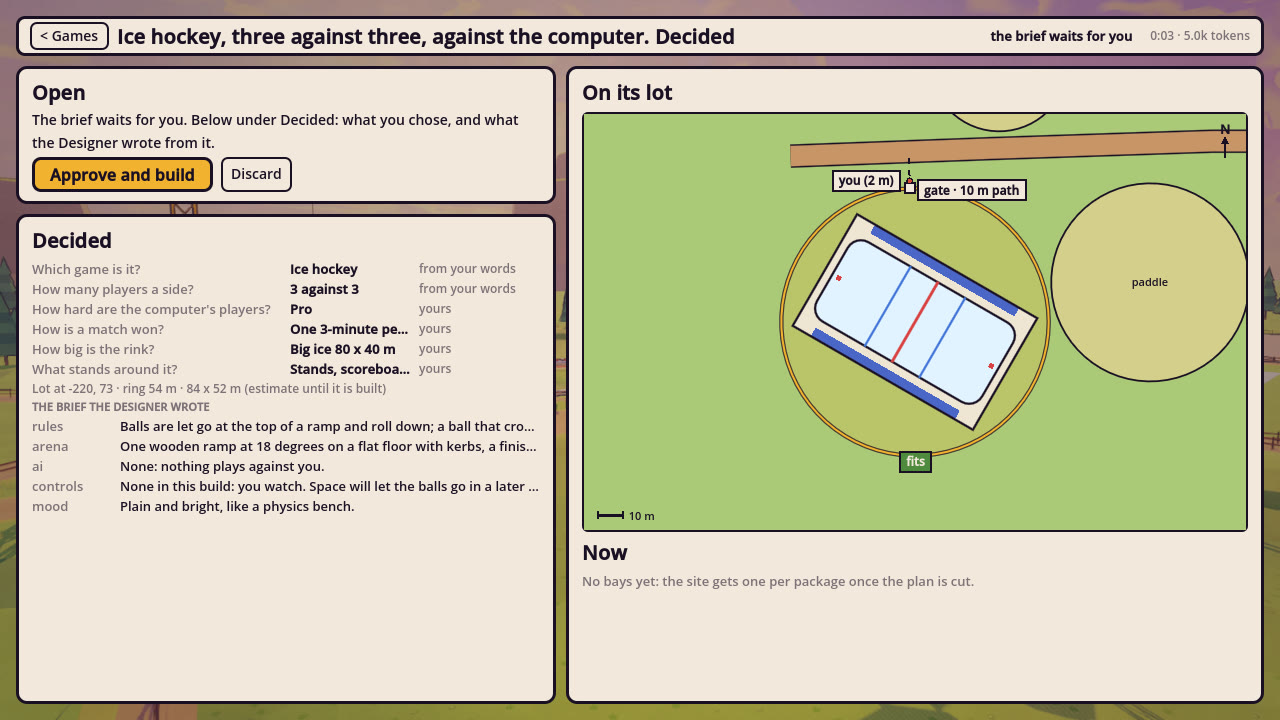 < Games
Ice hockey, three against three, against the computer. Decided
the brief waits for you
0:03 · 5.0k tokens
Open
The brief waits for you. Below under Decided: what you chose, and what
the Designer wrote from it.
Approve and build
Discard
Decided
Which game is it? Ice hockey from your words
How many players a side? 3 against 3 from your words
How hard are the computer's players? Pro yours
How is a match won? One 3-minute pe... yours
How big is the rink? Big ice 80 x 40 m yours
What stands around it? Stands, scoreboa... yours
Lot at -220, 73 · ring 54 m · 84 x 52 m (estimate until it is built)
THE BRIEF THE DESIGNER WROTE
rules Balls are let go at the top of a ramp and roll down; a ball that cro...
arena One wooden ramp at 18 degrees on a flat floor with kerbs, a finis...
ai None: nothing plays against you.
controls None in this build: you watch. Space will let the balls go in a later ...
mood Plain and bright, like a physics bench.
On its lot
N
you (2 m)
gate · 10 m path
paddle
fits
10 m
Now
No bays yet: the site gets one per package once the plan is cut.